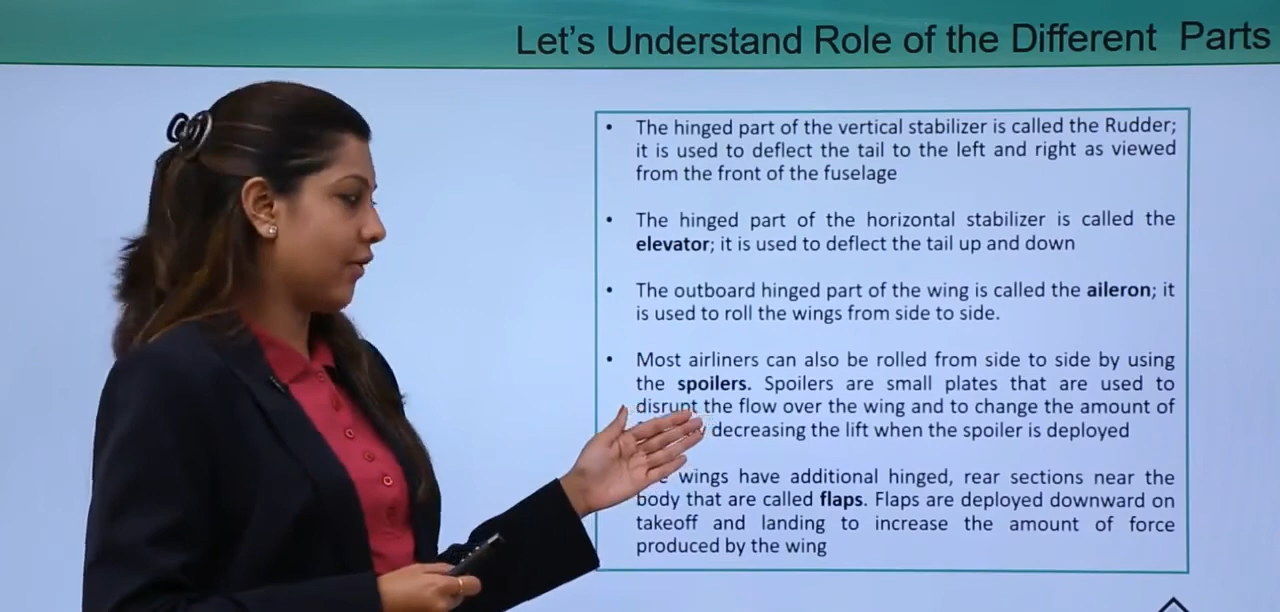 Let's Understand Role of the Different Parts
• The hinged part of the vertical stabilizer is called the Rudder;
it is used to deflect the tail to the left and right as viewed
from the front of the fuselage
• The hinged part of the horizontal stabilizer is called the
elevator; it is used to deflect the tail up and down
• The outboard hinged part of the wing is called the aileron; it
is used to roll the wings from side to side.
• Most airliners can also be rolled from side to side by using
the spoilers. Spoilers are small plates that are used to
disrupt the flow over the wing and to change the amount of
decreasing the lift when the spoiler is deployed
wings have additional hinged, rear sections near the
body that are called flaps. Flaps are deployed downward on
takeoff and landing to increase the amount of force
produced by the wing